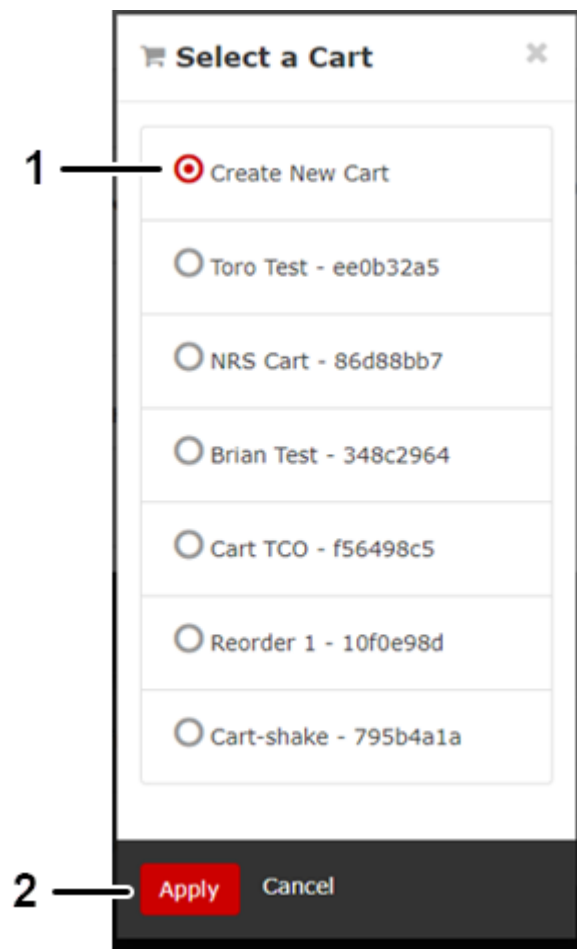 Select a Cart
1
Create New Cart
Toro Test - ee0b32a5
NRS Cart - 86d88bb7
Brian Test - 348c2964
Cart TCO - f56498c5
Reorder 1 - 10f0e98d
Cart-shake - 795b4a1a
2
Apply Cancel